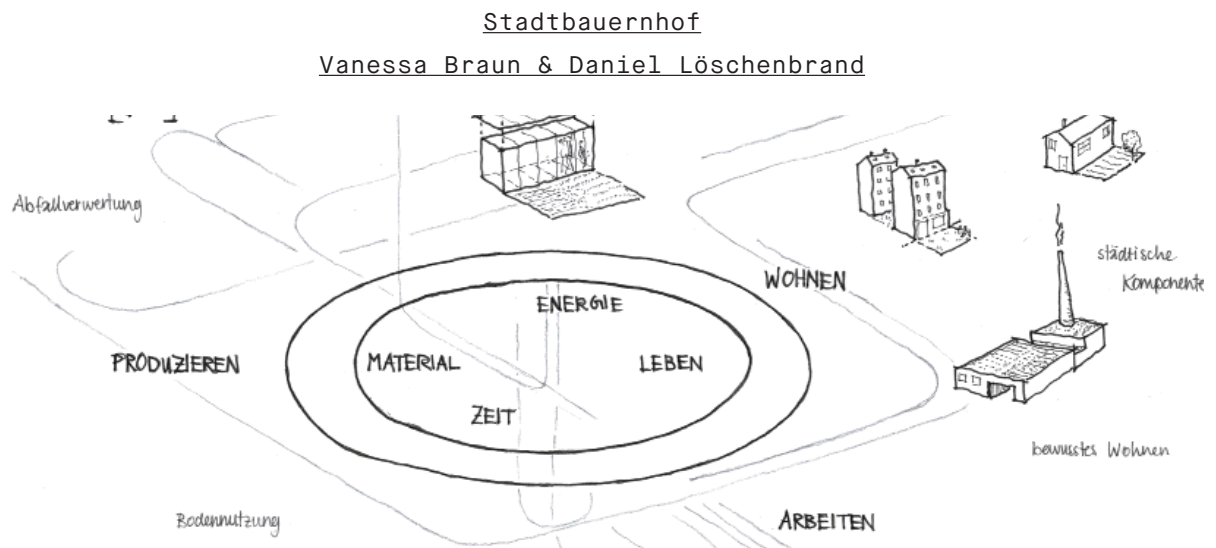 Stadtbauernhof
Vanessa Braun & Daniel Löschenbrand
Abfallverwertung
städtische
Komponente
WOHNEN
ENERGIE
PRODUZIEREN
MATERIAL
LEBEN
ZEIT
bewusstes Wohnen
Bodennutzung
ARBEITEN